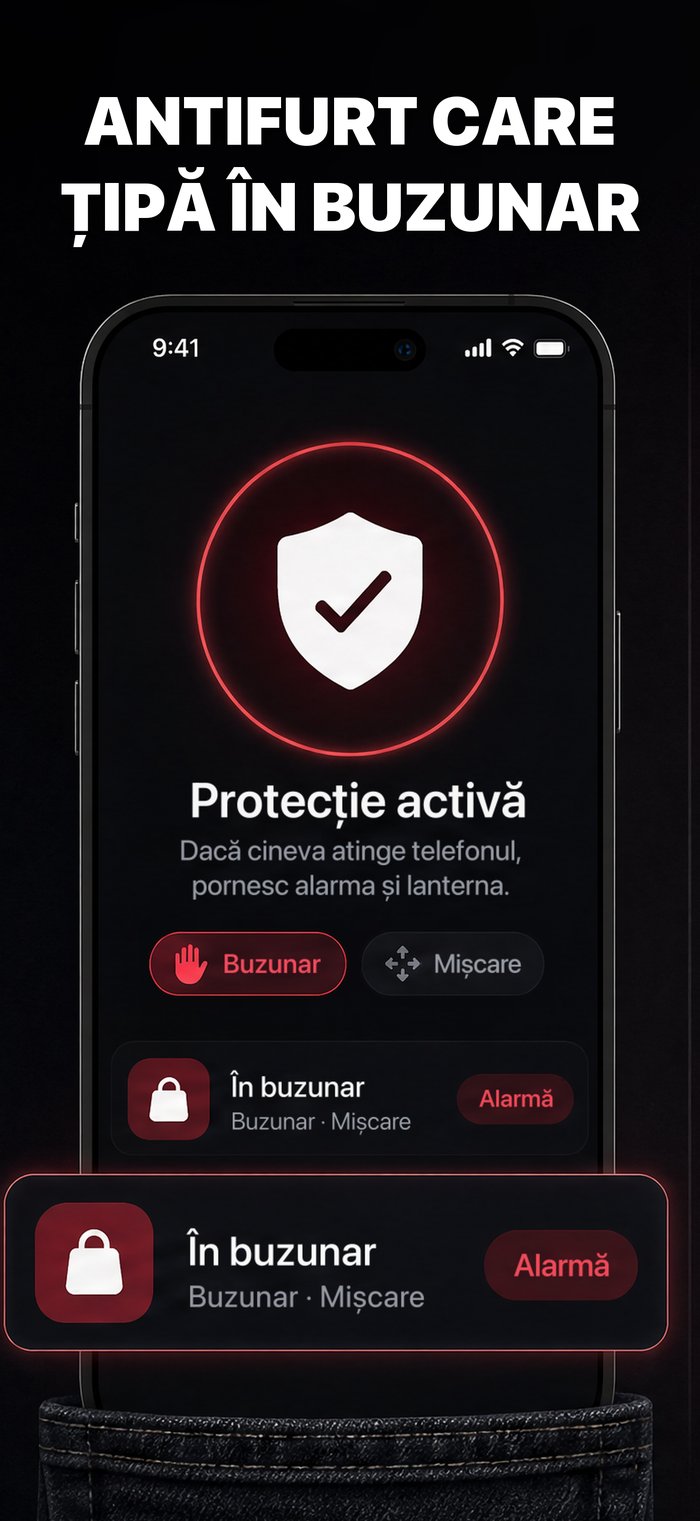 ANTIFURT CARE
ȚIPĂ ÎN BUZUNAR
9:41
Protecție activă
Dacă cineva atinge telefonul,
pornesc alarma și lanterna.
Buzunar
Mișcare
În buzunar
Buzunar · Mișcare
Alarmă
În buzunar
Buzunar · Mișcare
Alarmă